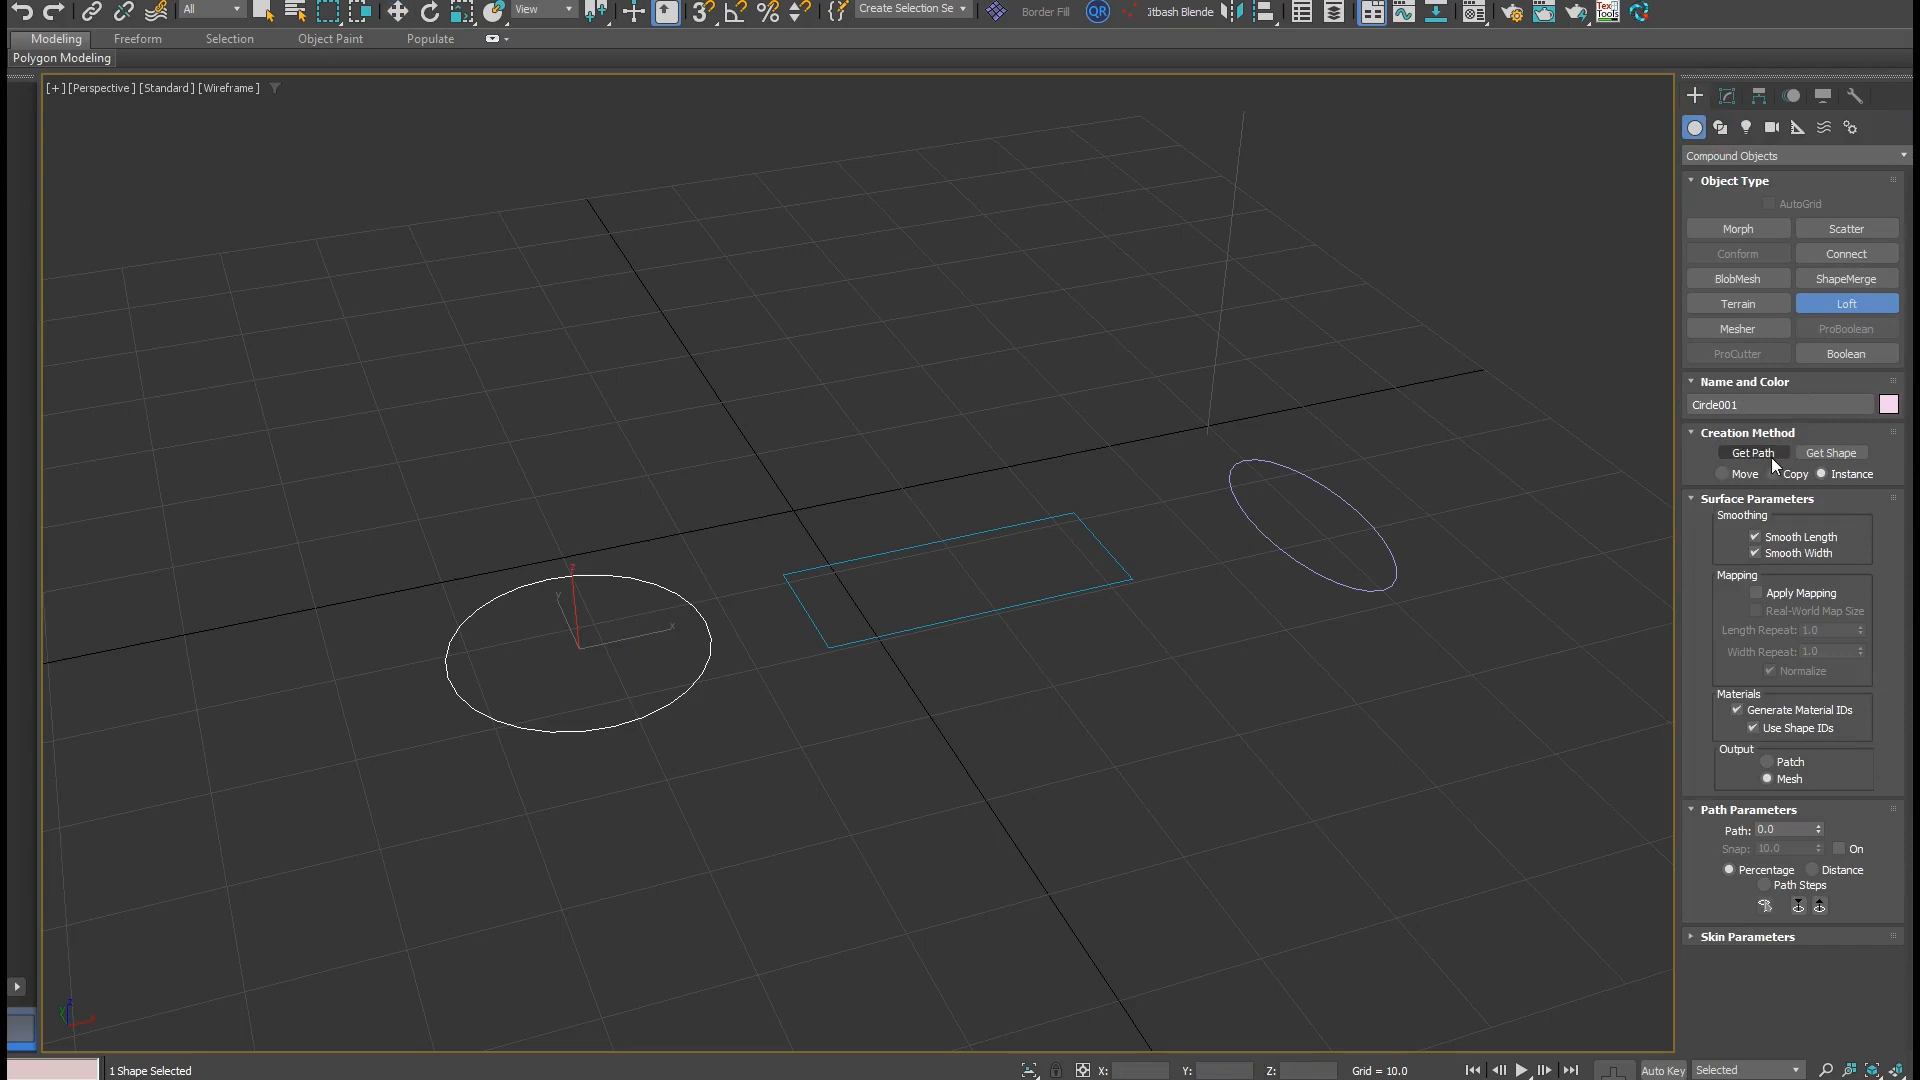 All
View
3
Create Selection Se
Border Fill
QR
itbash Blende
Tex
Tools
Modeling
Freeform
Selection
Object Paint
Populate
Polygon Modeling
[+] [Perspective ] [Standard ] [Wireframe ]
Compound Objects
Object Type
AutoGrid
Morph
Scatter
Conform
Connect
BlobMesh
ShapeMerge
Terrain
Loft
Mesher
ProBoolean
ProCutter
Boolean
Name and Color
Circle001
Creation Method
Get Path
Get Shape
Move
Copy
Instance
Surface Parameters
Smoothing
Smooth Length
Smooth Width
Mapping
Apply Mapping
Real-World Map Size
Length Repeat: 1.0
Width Repeat: 1.0
Normalize
Materials
Generate Material IDs
Use Shape IDs
Output
Patch
Mesh
Path Parameters
Path: 0.0
Snap: 10.0
On
Percentage
Distance
Path Steps
Skin Parameters
z
y
x
1 Shape Selected
X:
Y:
Z:
Grid = 10.0
Auto Key
Selected